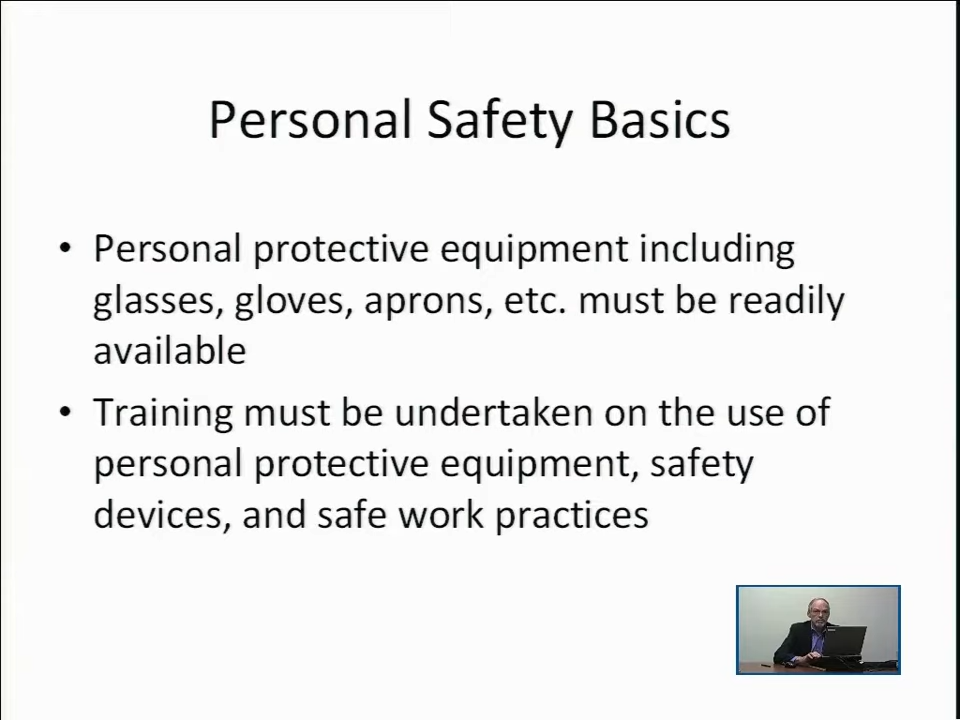 Personal Safety Basics
• Personal protective equipment including
glasses, gloves, aprons, etc. must be readily
available
• Training must be undertaken on the use of
personal protective equipment, safety
devices, and safe work practices